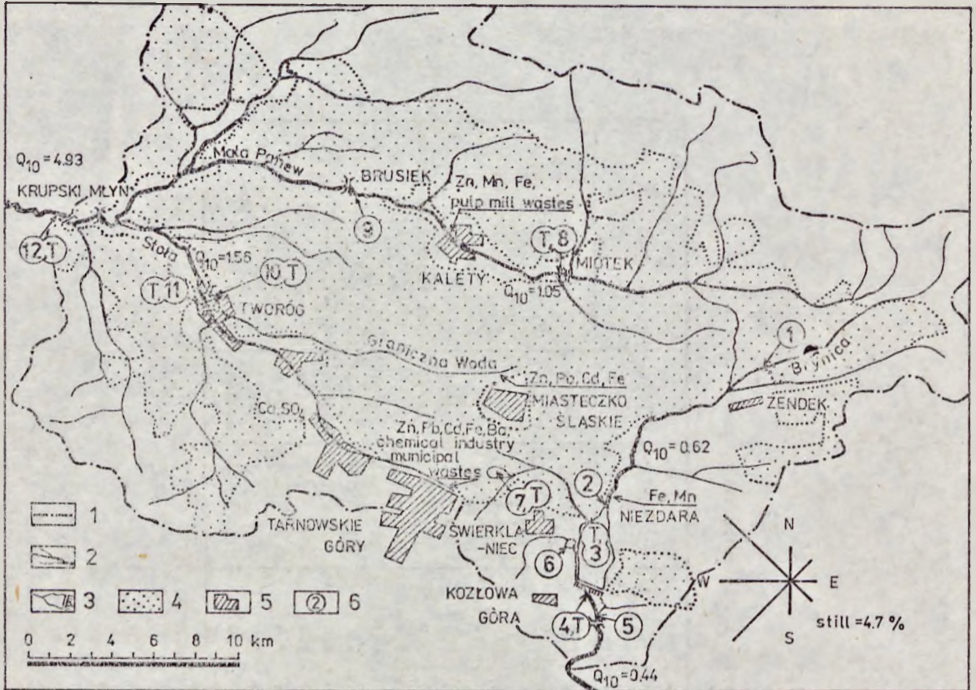 Q10 = 4.93
KRUPSKI MŁYN
Mała Panew
BRUSIEK
Zn, Mn, Fe,
pulp mill wastes
9
12,T
Stoła
Q10=1.56
10 T
T,11
TWORÓG
KALETY
T,8
MIOTEK
Q10=1.05
1
Brynica
ŻENDEK
Graniczna Woda
Zn, Pb, Cd, Fe
MIASTECZKO
ŚLĄSKIE
Ca, SO4
Zn, Pb, Cd, Fe, Ba,
chemical industry
municipal
wastes
Q10=0.62
2
Fe, Mn
NIEZDARA
7,T
TARNOWSKIE
GÓRY
ŚWIERKLA
-NIEC
T
3
6
KOZŁOWA
GÓRA
4,T
5
Q10=0.44
N
W
E
S
still = 4.7 %
1
2
3
4
5
2
6
0 2 4 6 8 10 km